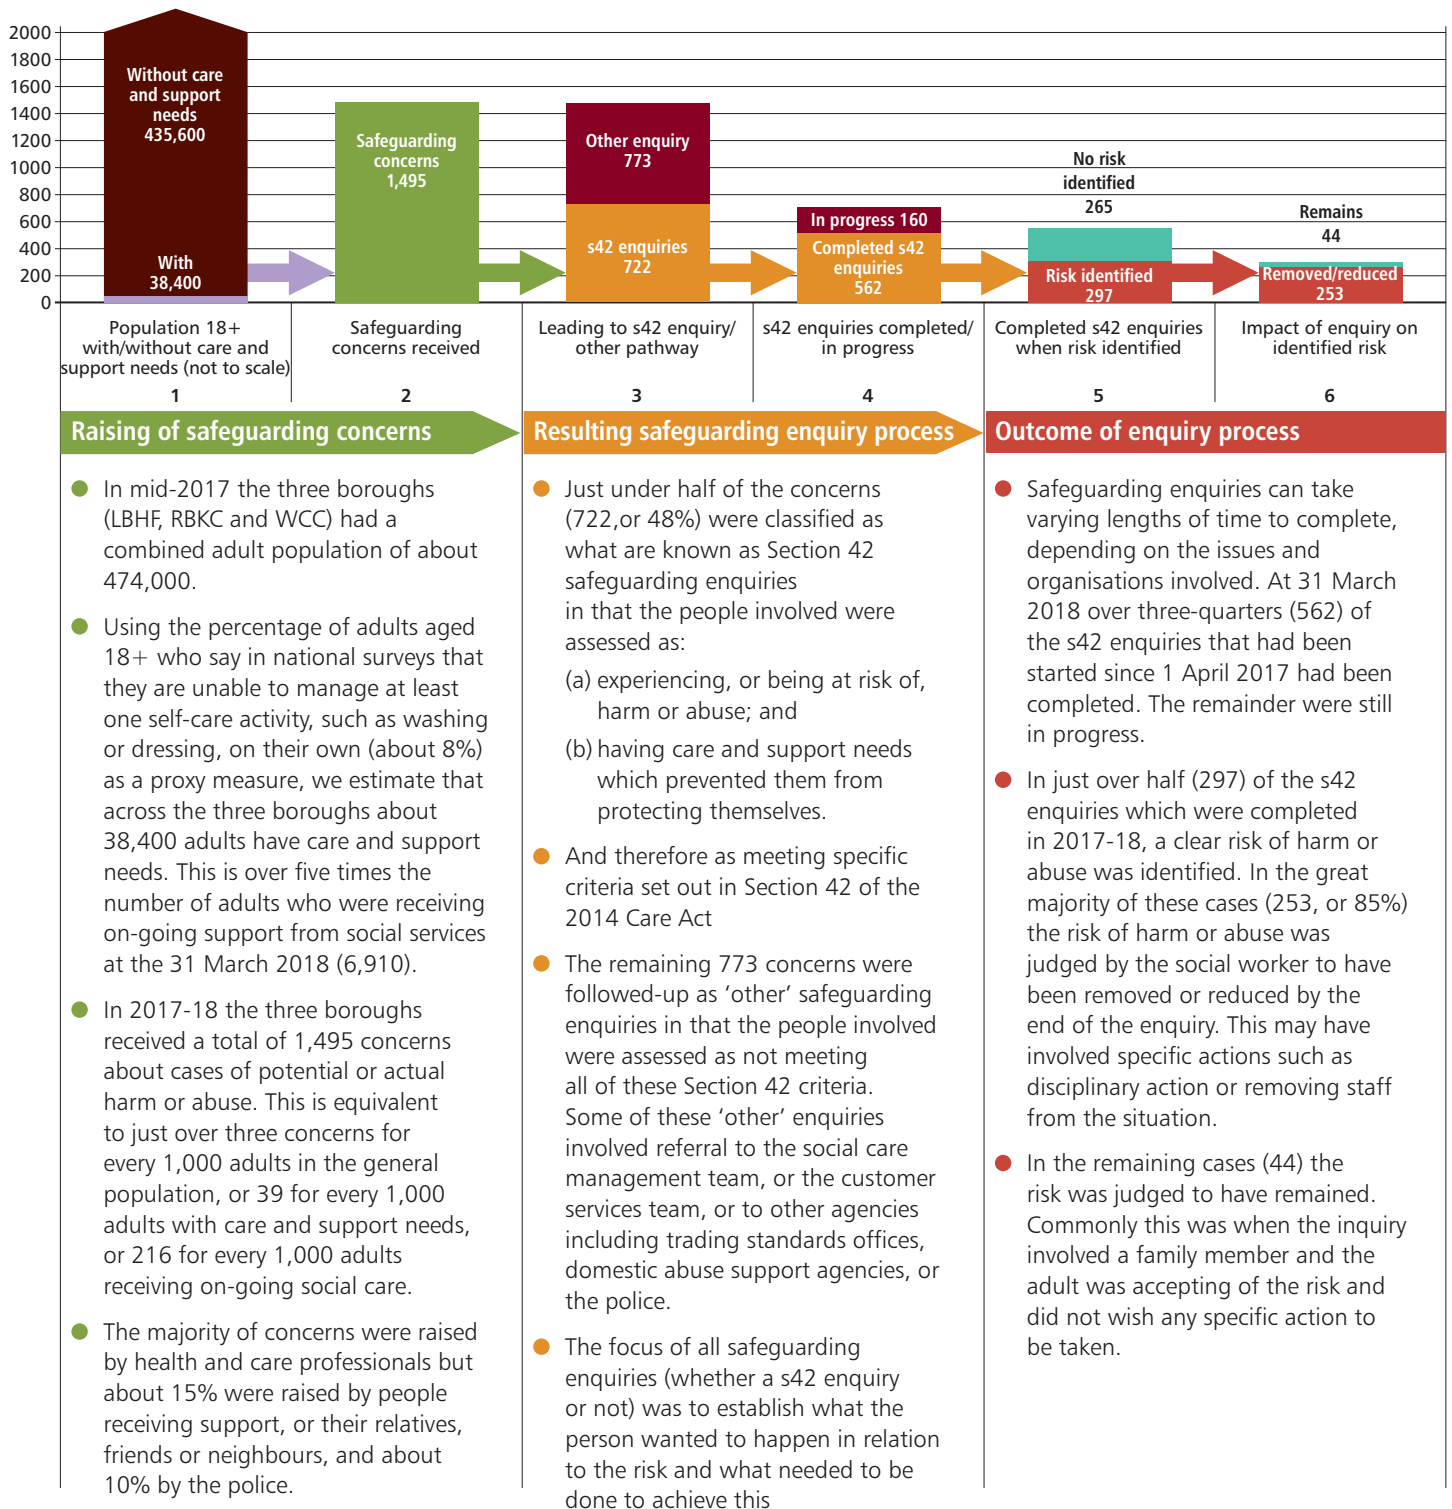 2000
1800
1600
1400
1200
1000
800
600
400
200
0
Without care
and support
needs
435,600
With
38,400
Safeguarding
concerns
1,495
Other enquiry
773
s42 enquiries
722
In progress 160
Completed s42
enquiries
562
No risk
identified
265
Risk identified
297
Remains
44
Removed/reduced
253
Population 18+
with/without care and
support needs (not to scale)
1
Safeguarding
concerns received
2
Leading to s42 enquiry/
other pathway
3
s42 enquiries completed/
in progress
4
Completed s42 enquiries
when risk identified
5
Impact of enquiry on
identified risk
6
Raising of safeguarding concerns
In mid-2017 the three boroughs
(LBHF, RBKC and WCC) had a
combined adult population of about
474,000.
Using the percentage of adults aged
18+ who say in national surveys that
they are unable to manage at least
one self-care activity, such as washing
or dressing, on their own (about 8%)
as a proxy measure, we estimate that
across the three boroughs about
38,400 adults have care and support
needs. This is over five times the
number of adults who were receiving
on-going support from social services
at the 31 March 2018 (6,910).
In 2017-18 the three boroughs
received a total of 1,495 concerns
about cases of potential or actual
harm or abuse. This is equivalent
to just over three concerns for
every 1,000 adults in the general
population, or 39 for every 1,000
adults with care and support needs,
or 216 for every 1,000 adults
receiving on-going social care.
The majority of concerns were raised
by health and care professionals but
about 15% were raised by people
receiving support, or their relatives,
friends or neighbours, and about
10% by the police.
Resulting safeguarding enquiry process
Just under half of the concerns
(722,or 48%) were classified as
what are known as Section 42
safeguarding enquiries
in that the people involved were
assessed as:
(a) experiencing, or being at risk of,
harm or abuse; and
(b) having care and support needs
which prevented them from
protecting themselves.
And therefore as meeting specific
criteria set out in Section 42 of the
2014 Care Act
The remaining 773 concerns were
followed-up as ‘other’ safeguarding
enquiries in that the people involved
were assessed as not meeting
all of these Section 42 criteria.
Some of these ‘other’ enquiries
involved referral to the social care
management team, or the customer
services team, or to other agencies
including trading standards offices,
domestic abuse support agencies, or
the police.
The focus of all safeguarding
enquiries (whether a s42 enquiry
or not) was to establish what the
person wanted to happen in relation
to the risk and what needed to be
done to achieve this
Outcome of enquiry process
Safeguarding enquiries can take
varying lengths of time to complete,
depending on the issues and
organisations involved. At 31 March
2018 over three-quarters (562) of
the s42 enquiries that had been
started since 1 April 2017 had been
completed. The remainder were still
in progress.
In just over half (297) of the s42
enquiries which were completed
in 2017-18, a clear risk of harm or
abuse was identified. In the great
majority of these cases (253, or 85%)
the risk of harm or abuse was
judged by the social worker to have
been removed or reduced by the
end of the enquiry. This may have
involved specific actions such as
disciplinary action or removing staff
from the situation.
In the remaining cases (44) the
risk was judged to have remained.
Commonly this was when the inquiry
involved a family member and the
adult was accepting of the risk and
did not wish any specific action to
be taken.